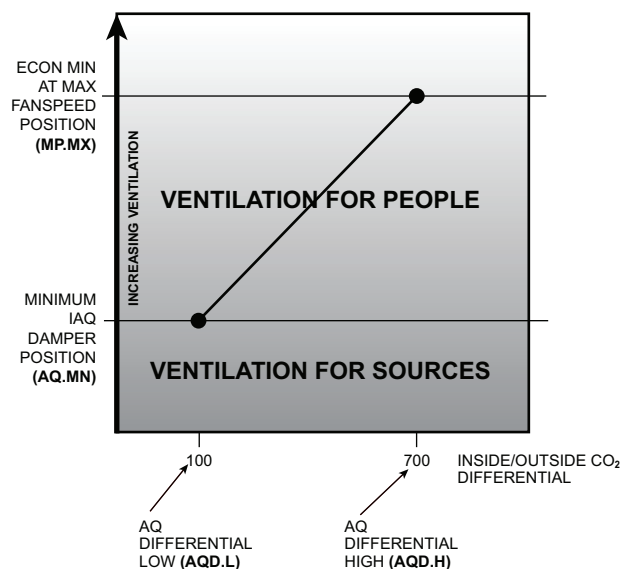 ECON MIN
AT MAX
FANSPEED
POSITION
(MP.MX)
INCREASING VENTILATION
VENTILATION FOR PEOPLE
MINIMUM
IAQ
DAMPER
POSITION
(AQ.MN)
VENTILATION FOR SOURCES
100
700
INSIDE/OUTSIDE CO₂
DIFFERENTIAL
AQ
DIFFERENTIAL
LOW (AQD.L)
AQ
DIFFERENTIAL
HIGH (AQD.H)